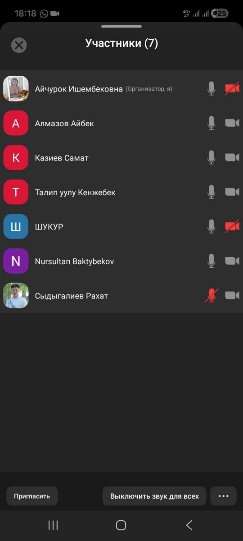 18:18
Участники (7)
Айчурок Ишембековна (Организатор, я)
А Алмазов Айбек
К Казиев Самат
Т Талип уулу Кенжебек
Ш ШУКУР
N Nursultan Baktybekov
Сыдыгалиев Рахат
Пригласить
Выключить звук для всех